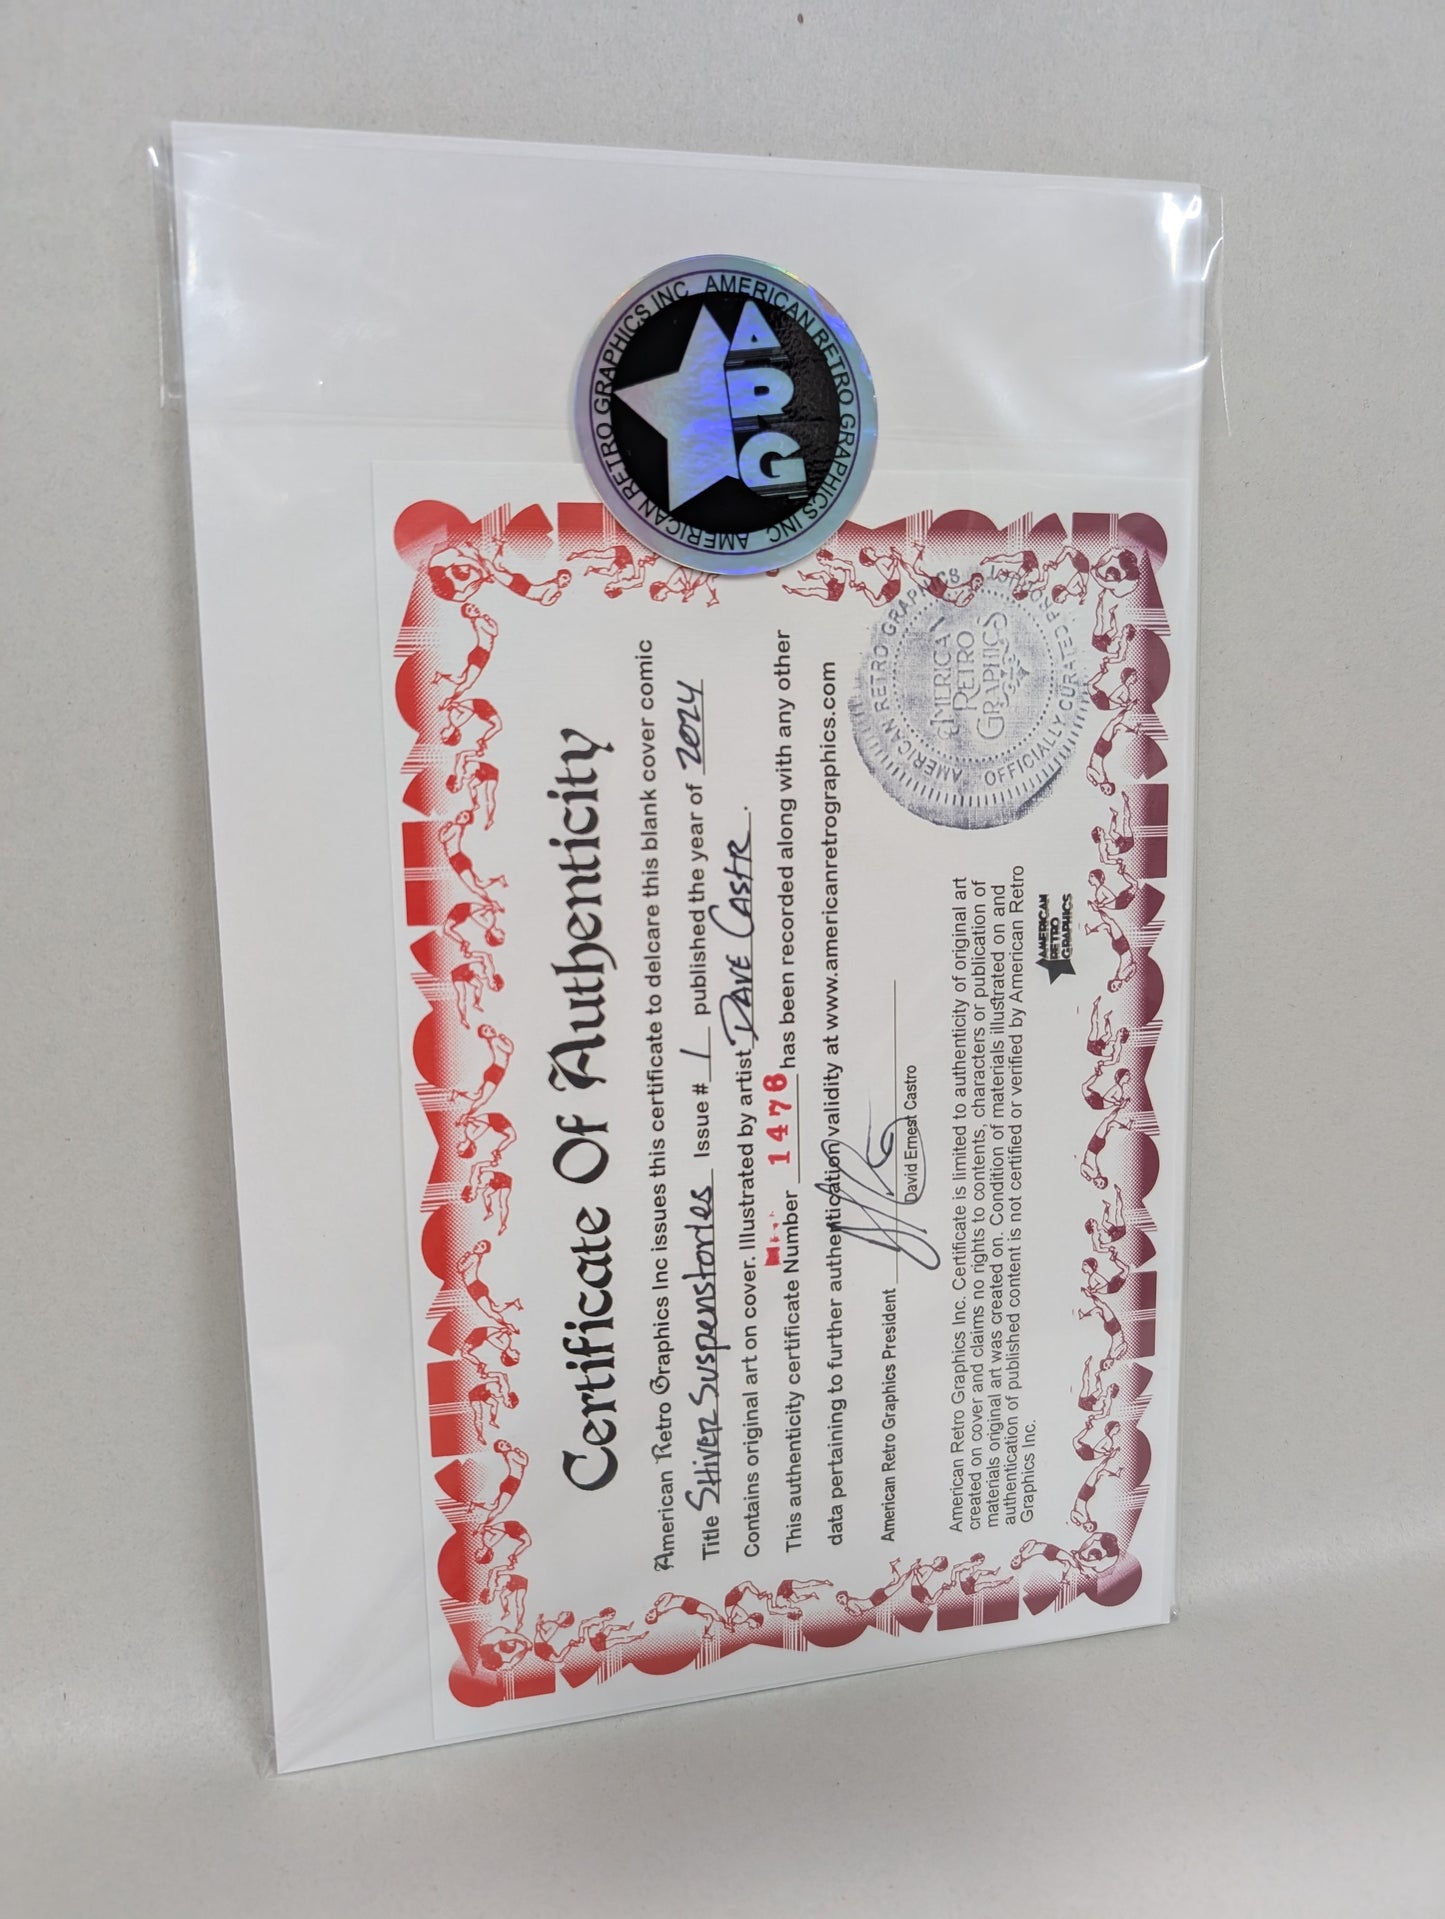 AMERICAN RETRO GRAPHICS INC AMERICAN RETRO GRAPHICS INC
ARG
Certificate Of Authenticity
American Retro Graphics Inc issues this certificate to delcare this blank cover comic
Title SHIVER SUSPENSTORIES Issue # 1 published the year of 2024
Contains original art on cover. Illustrated by artist DAVE CASTR.
This authenticity certificate Number 1476 has been recorded along with any other
data pertaining to further authentication validity at www.americanretrographics.com
American Retro Graphics President
David Ernest Castro
AMERICAN RETRO GRAPHICS
AMERICAN
RETRO
GRAPHICS
OFFICIALLY CURATED PRODUCT
American Retro Graphics Inc. Certificate is limited to authenticity of original art
created on cover and claims no rights to contents, characters or publication of
materials original art was created on. Condition of materials illustrated on and
authentication of published content is not certified or verified by American Retro
Graphics Inc.
AMERICAN
RETRO
GRAPHICS